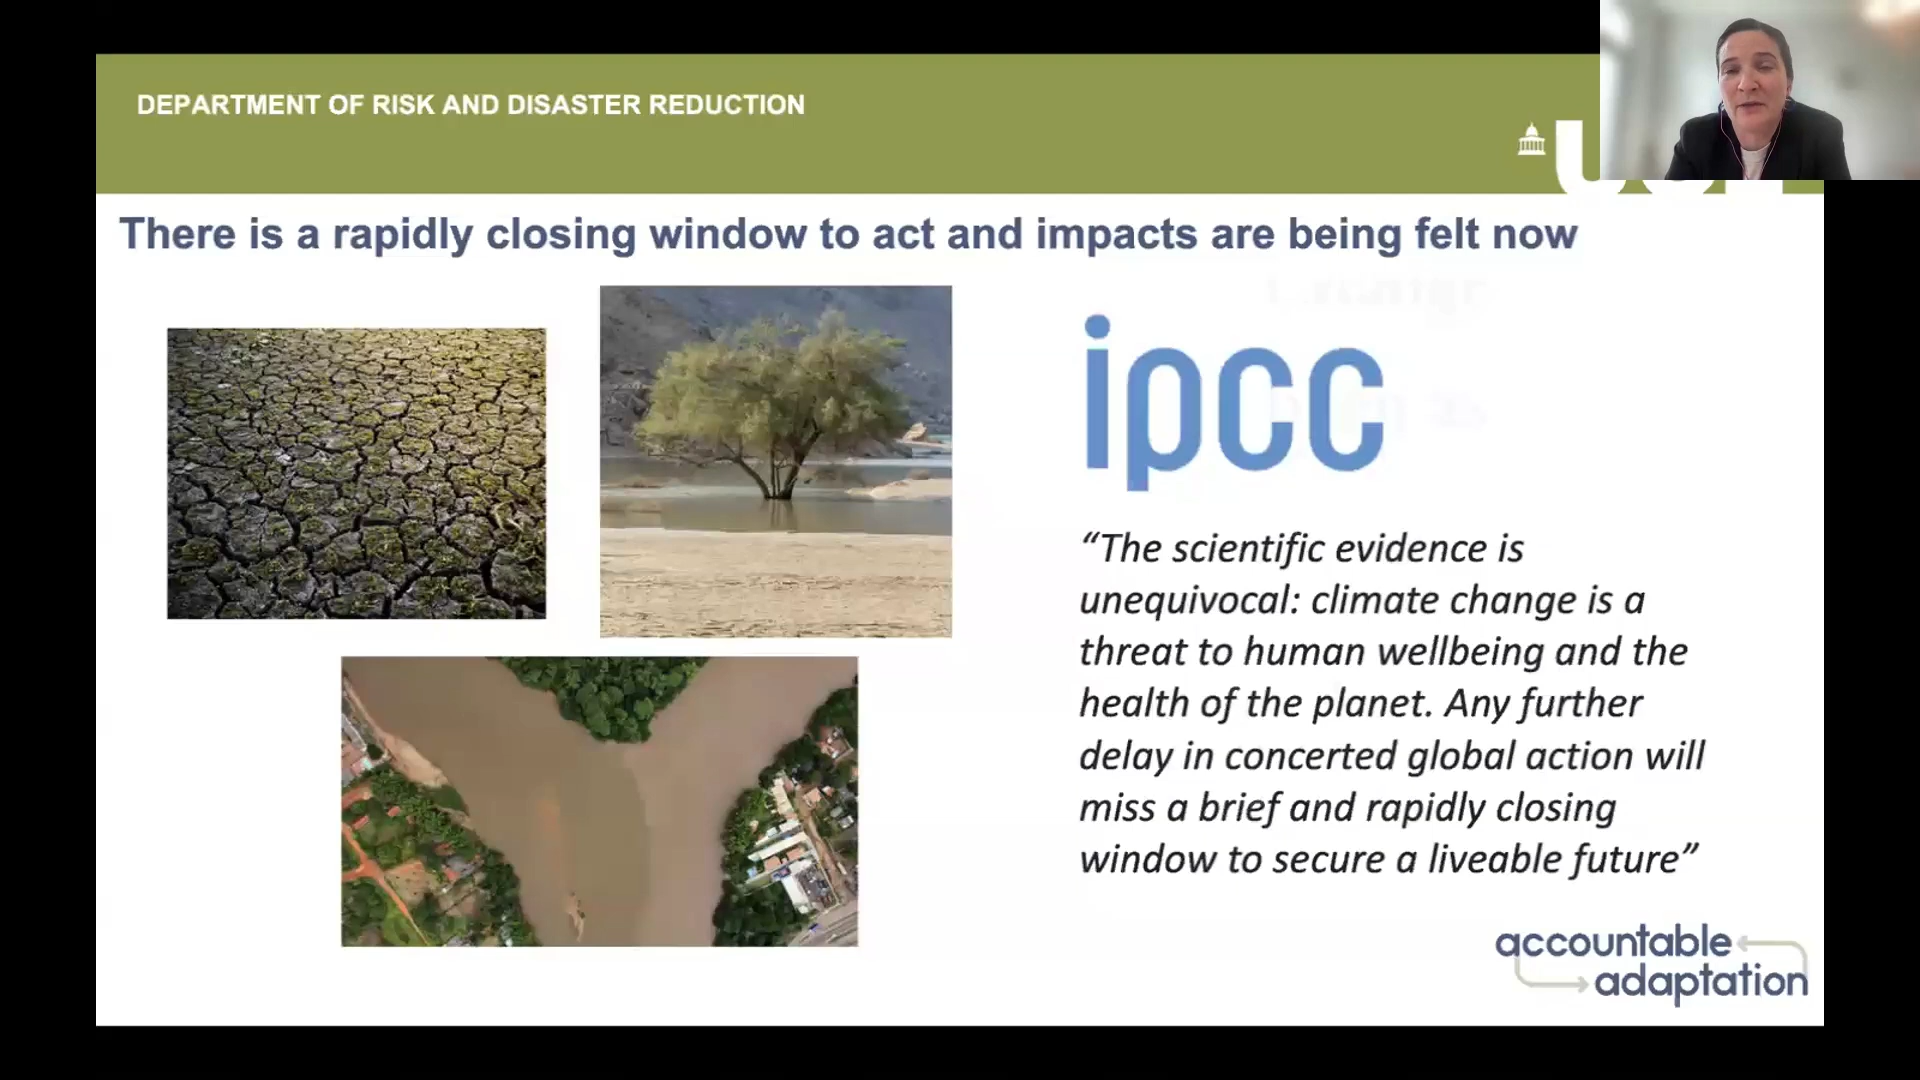 DEPARTMENT OF RISK AND DISASTER REDUCTION
There is a rapidly closing window to act and impacts are being felt now
ipcc
“The scientific evidence is
unequivocal: climate change is a
threat to human wellbeing and the
health of the planet. Any further
delay in concerted global action will
miss a brief and rapidly closing
window to secure a liveable future”
accountable
adaptation